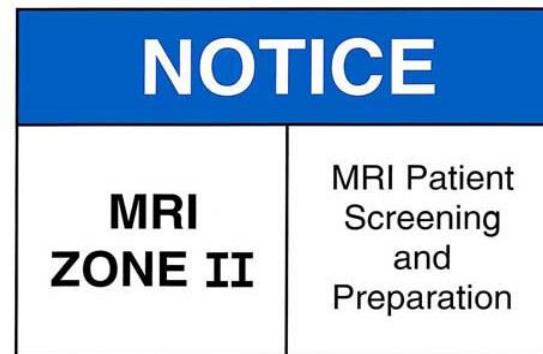 NOTICE
MRI
ZONE II
MRI Patient
Screening
and
Preparation